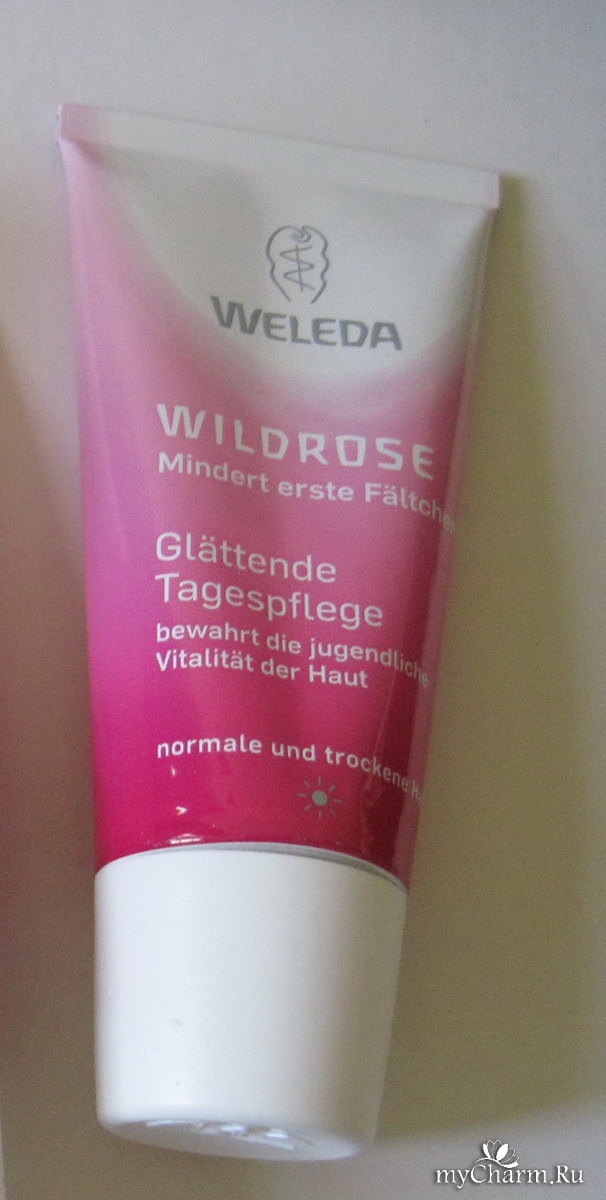 WELEDA
WILDROSE
Mindert erste Fältchen
Glättende
Tagespflege
bewahrt die jugendliche
Vitalität der Haut
normale und trockene
myCharm.Ru